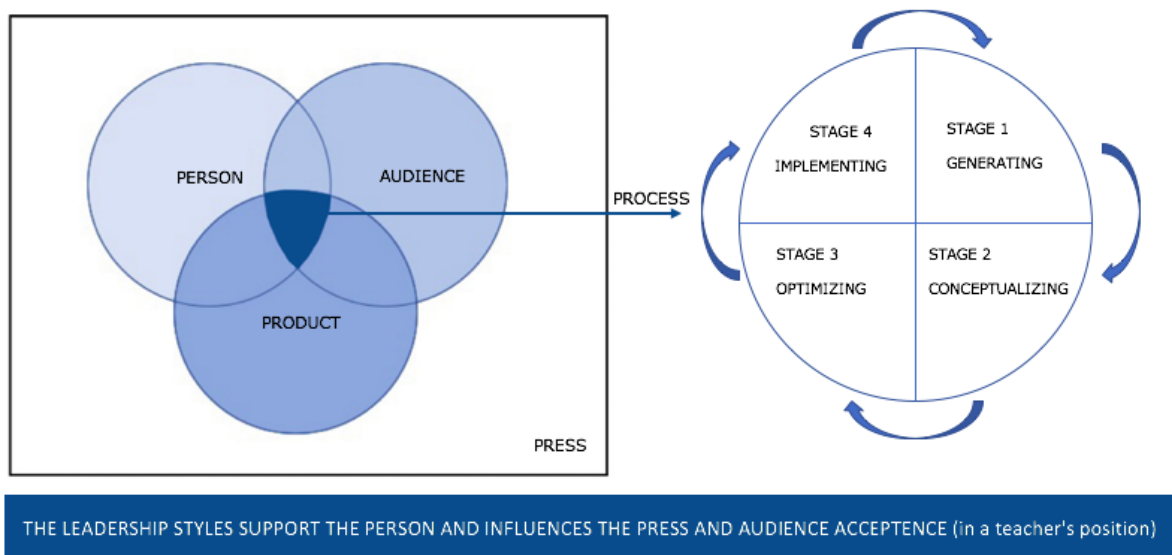 PERSON
AUDIENCE
PRODUCT
PRESS
PROCESS
STAGE 4
IMPLEMENTING
STAGE 1
GENERATING
STAGE 3
OPTIMIZING
STAGE 2
CONCEPTUALIZING
THE LEADERSHIP STYLES SUPPORT THE PERSON AND INFLUENCES THE PRESS AND AUDIENCE ACCEPTENCE (in a teacher's position)